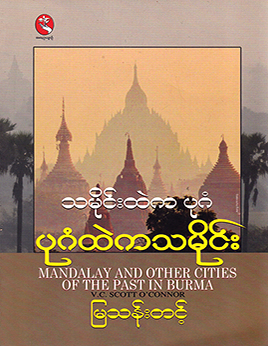 သမိုင်းထဲက ပုဂံ
ပုဂံထဲကသမိုင်း
MANDALAY AND OTHER CITIES
OF THE PAST IN BURMA
V.C. SCOTT O'CONNOR
မြသန်းတင့်